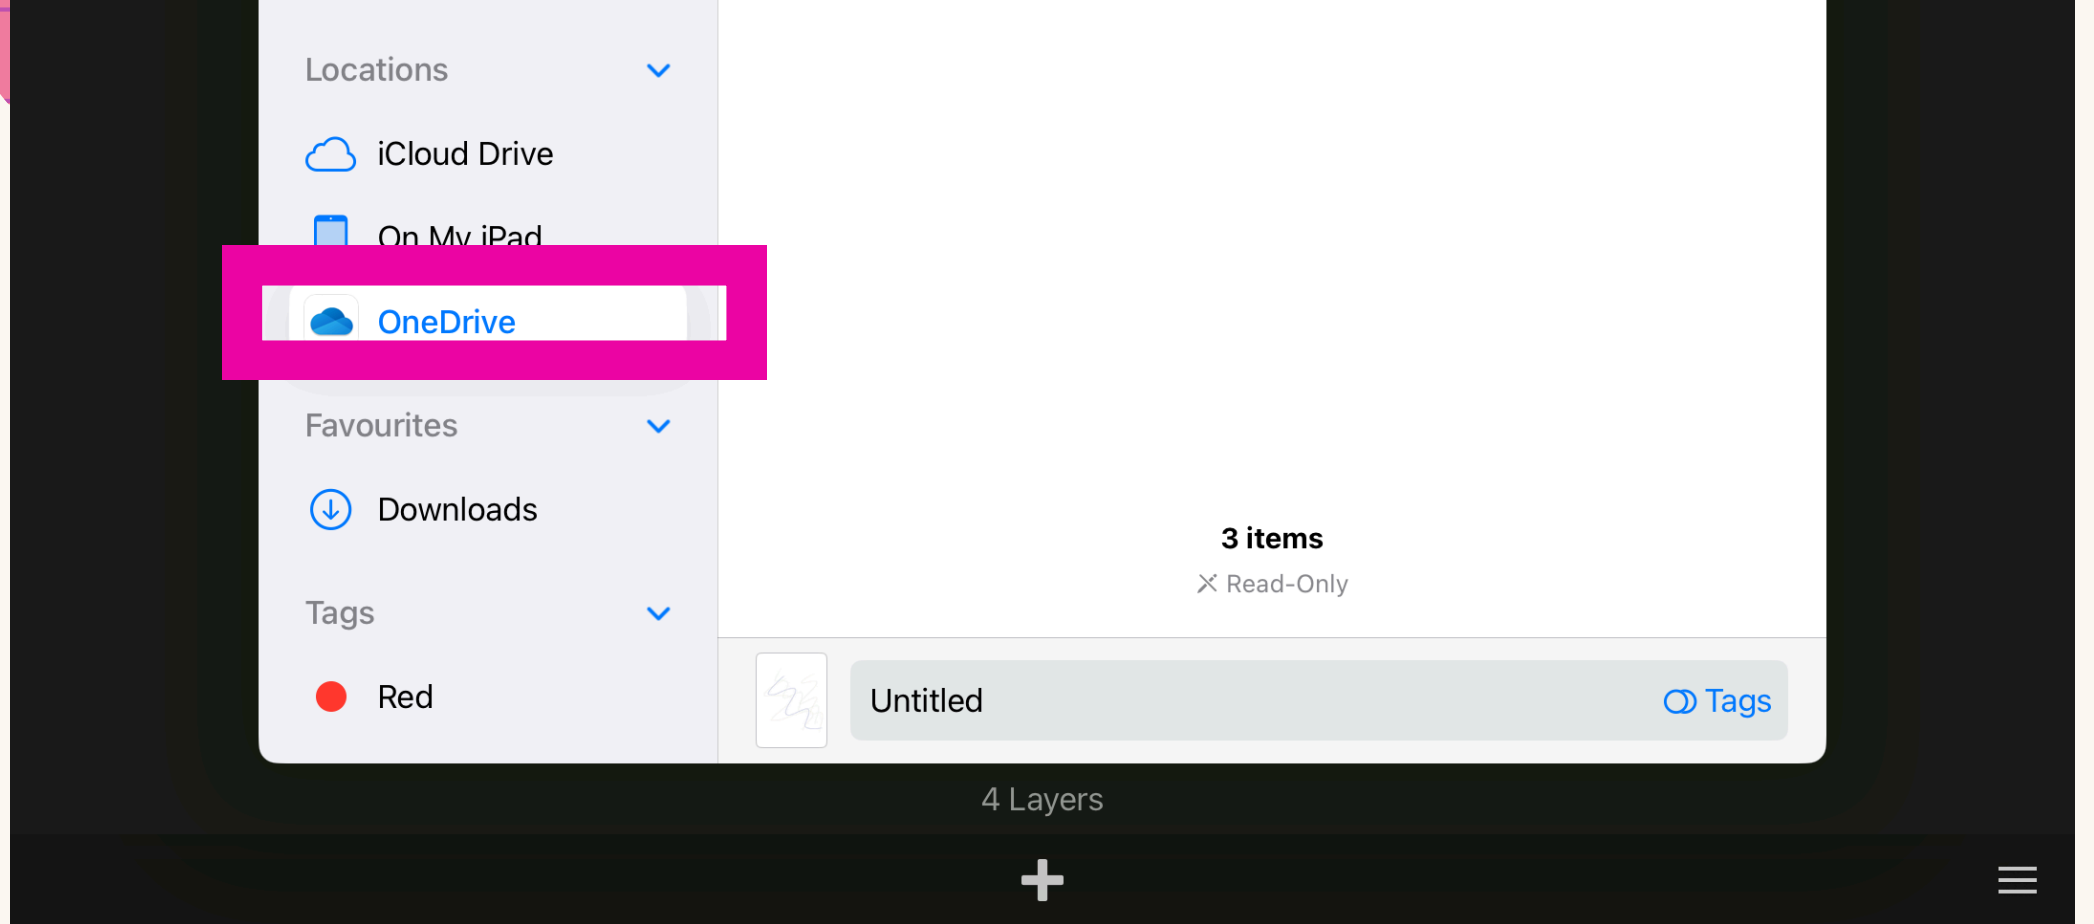 Locations
iCloud Drive
On My iPad
OneDrive
Favourites
Downloads
Tags
Red
3 items
Read-Only
Untitled
Tags
4 Layers